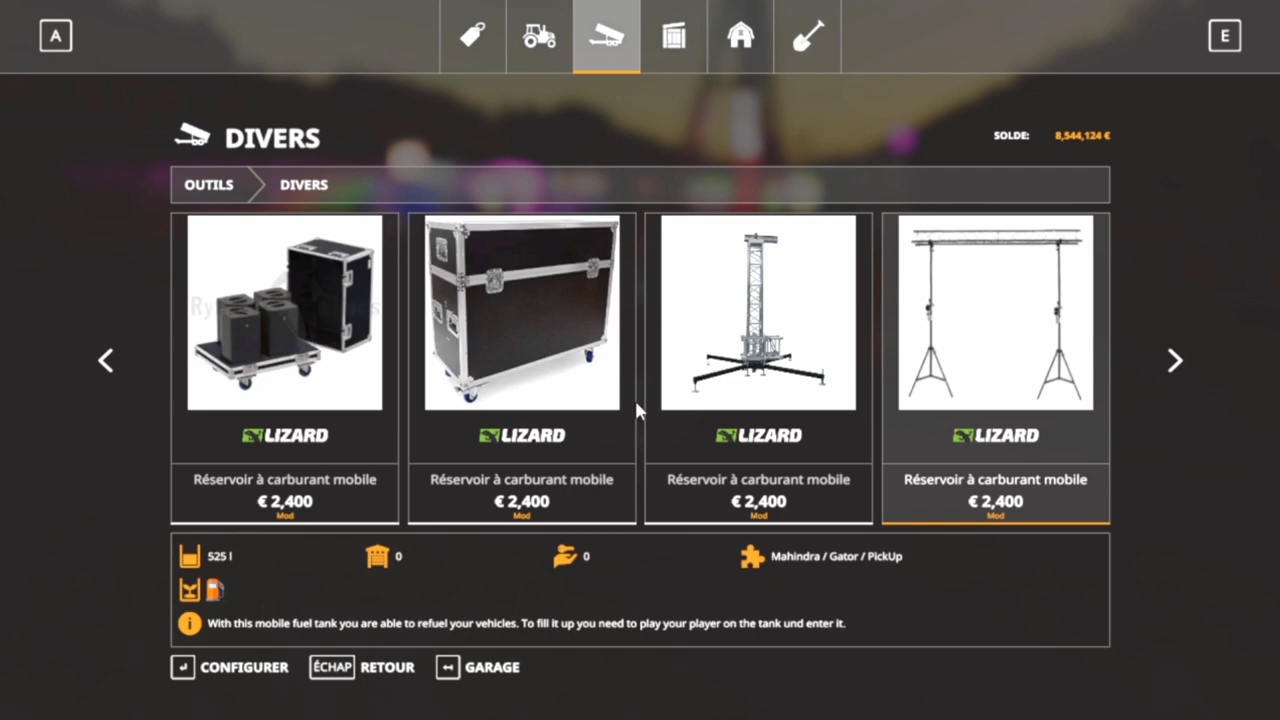 A
E
DIVERS
SOLDE: 8,544,124 €
OUTILS DIVERS
LIZARD LIZARD LIZARD LIZARD
Réservoir à carburant mobile Réservoir à carburant mobile Réservoir à carburant mobile Réservoir à carburant mobile
€ 2,400 € 2,400 € 2,400 € 2,400
Mod Mod Mod Mod
525 l 0 0 Mahindra / Gator / PickUp
With this mobile fuel tank you are able to refuel your vehicles. To fill it up you need to play your player on the tank und enter it.
CONFIGURER ÉCHAP RETOUR GARAGE